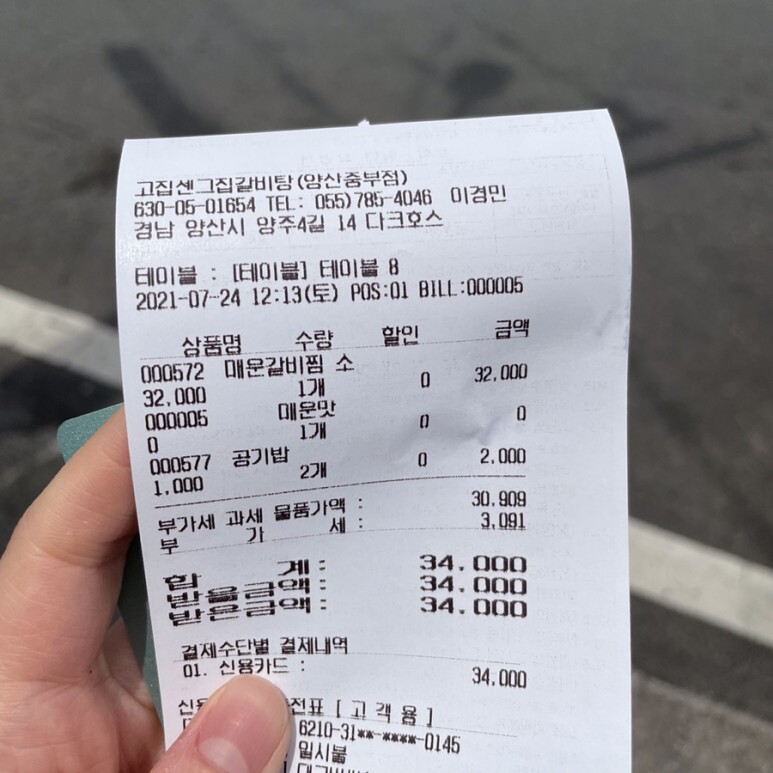 고집쎈그집갈비탕(양산중부점)
630-05-01654 TEL: 055)785-4046 이경민
경남 양산시 양주4길 14 다크호스
테이블 : [테이블] 테이블 8
2021-07-24 12:13(토) POS:01 BILL:000005
상품명 수량 할인 금액
000572 매운갈비찜 소
32,000 1개 0 32,000
000005 매운맛
0 1개 0 0
000577 공기밥
1,000 2개 0 2,000
부가세 과세 물품가액 : 30,909
부 가 세 : 3,091
합 계: 34,000
받을금액: 34,000
받은금액: 34,000
결제수단별 결제내역
01. 신용카드 : 34,000
전표 [ 고 객 용 ]
6210-31**-****-0145
일시불